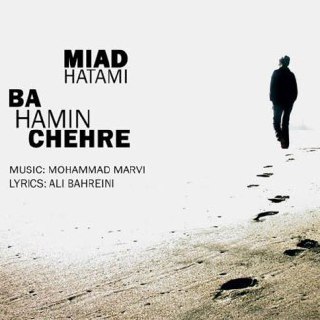 MIAD
HATAMI
BA
HAMIN
CHEHRE
MUSIC: MOHAMMAD MARVI
LYRICS: ALI BAHREINI